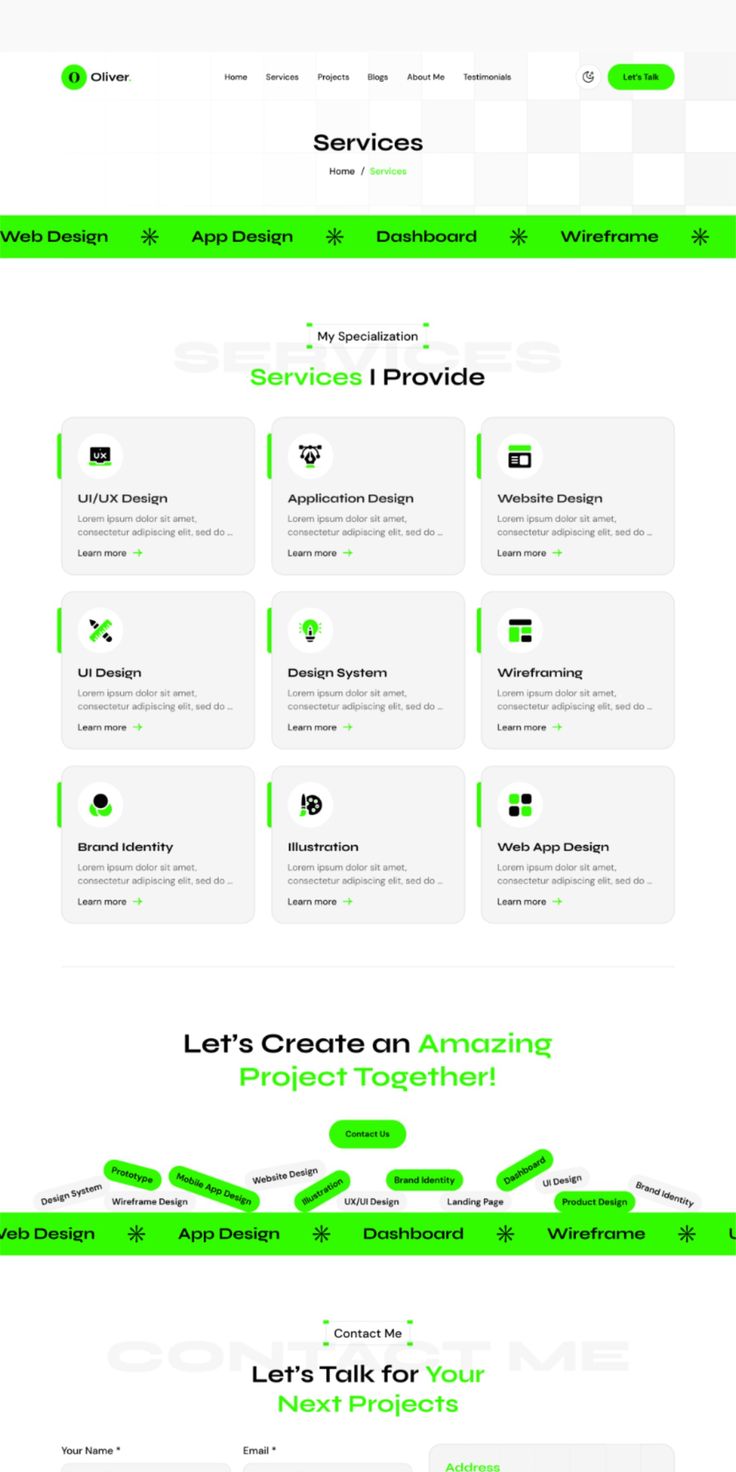 O Oliver.
Home Services Projects Blogs About Me Testimonials
Let's Talk
Services
Home / Services
Web Design App Design Dashboard Wireframe
SERVICES
My Specialization
Services I Provide
UX
UI/UX Design
Lorem ipsum dolor sit amet,
consectetur adipiscing elit, sed do ...
Learn more
Application Design
Lorem ipsum dolor sit amet,
consectetur adipiscing elit, sed do ...
Learn more
Website Design
Lorem ipsum dolor sit amet,
consectetur adipiscing elit, sed do ...
Learn more
UI Design
Lorem ipsum dolor sit amet,
consectetur adipiscing elit, sed do ...
Learn more
Design System
Lorem ipsum dolor sit amet,
consectetur adipiscing elit, sed do ...
Learn more
Wireframing
Lorem ipsum dolor sit amet,
consectetur adipiscing elit, sed do ...
Learn more
Brand Identity
Lorem ipsum dolor sit amet,
consectetur adipiscing elit, sed do ...
Learn more
Illustration
Lorem ipsum dolor sit amet,
consectetur adipiscing elit, sed do ...
Learn more
Web App Design
Lorem ipsum dolor sit amet,
consectetur adipiscing elit, sed do ...
Learn more
Let's Create an Amazing
Project Together!
Contact Us
Design System
Prototype
Wireframe Design
Mobile App Design
Website Design
Illustration
UX/UI Design
Brand Identity
Landing Page
Dashboard
UI Design
Product Design
Brand Identity
Web Design App Design Dashboard Wireframe U
CONTACT ME
Contact Me
Let's Talk for Your
Next Projects
Your Name *
Email *
Address